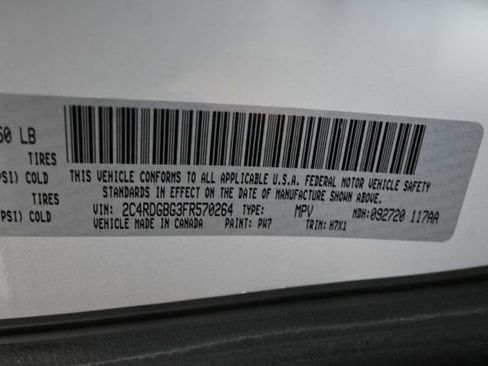 50 LB
TIRES
PSI) COLD
TIRES
PSI) COLD
THIS VEHICLE CONFORMS TO ALL APPLICABLE U.S.A. FEDERAL MOTOR VEHICLE SAFETY
STANDARDS IN EFFECT ON THE DATE OF MANUFACTURE SHOWN ABOVE.
VIN: 2C4RDGBG3FR570264 TYPE: MPV MDH:092720 117AA
VEHICLE MADE IN CANADA PAINT: PW7 TRIM: H7X1